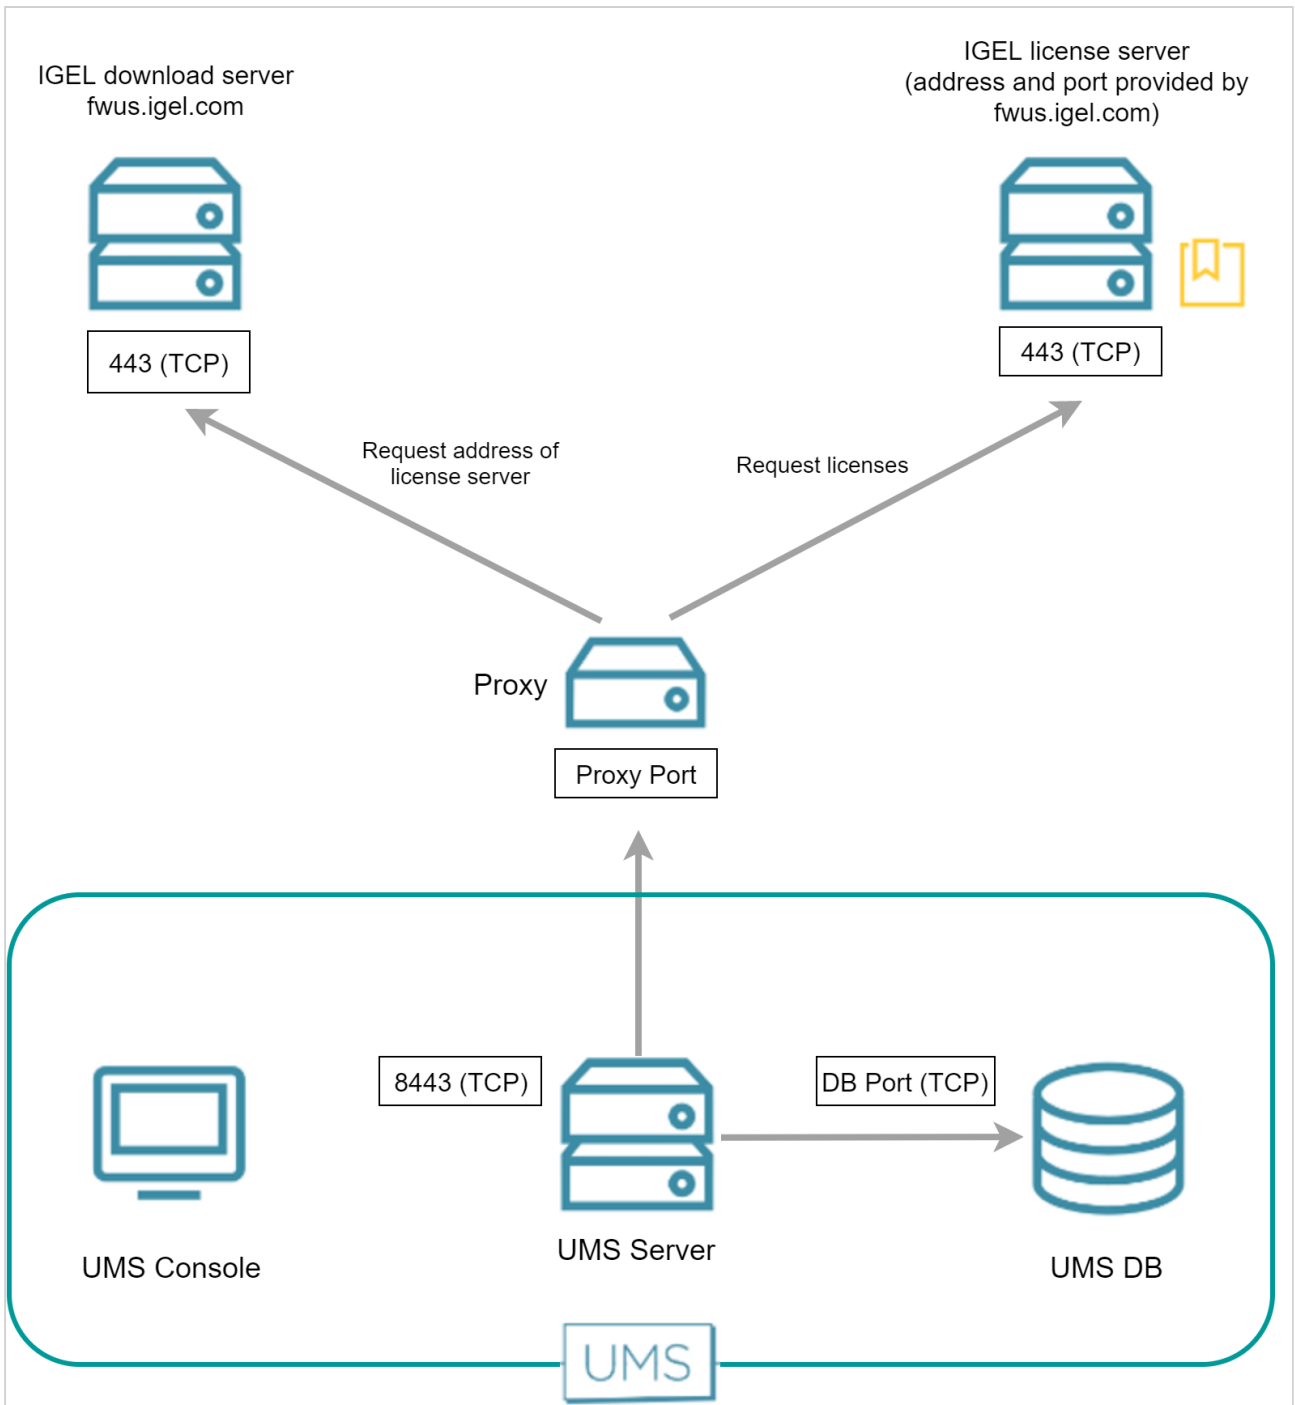 IGEL download server
fwus.igel.com
IGEL license server
(address and port provided by
fwus.igel.com)
443 (TCP)
443 (TCP)
Request address of
license server
Request licenses
Proxy
Proxy Port
8443 (TCP)
DB Port (TCP)
UMS Console
UMS Server
UMS DB
UMS